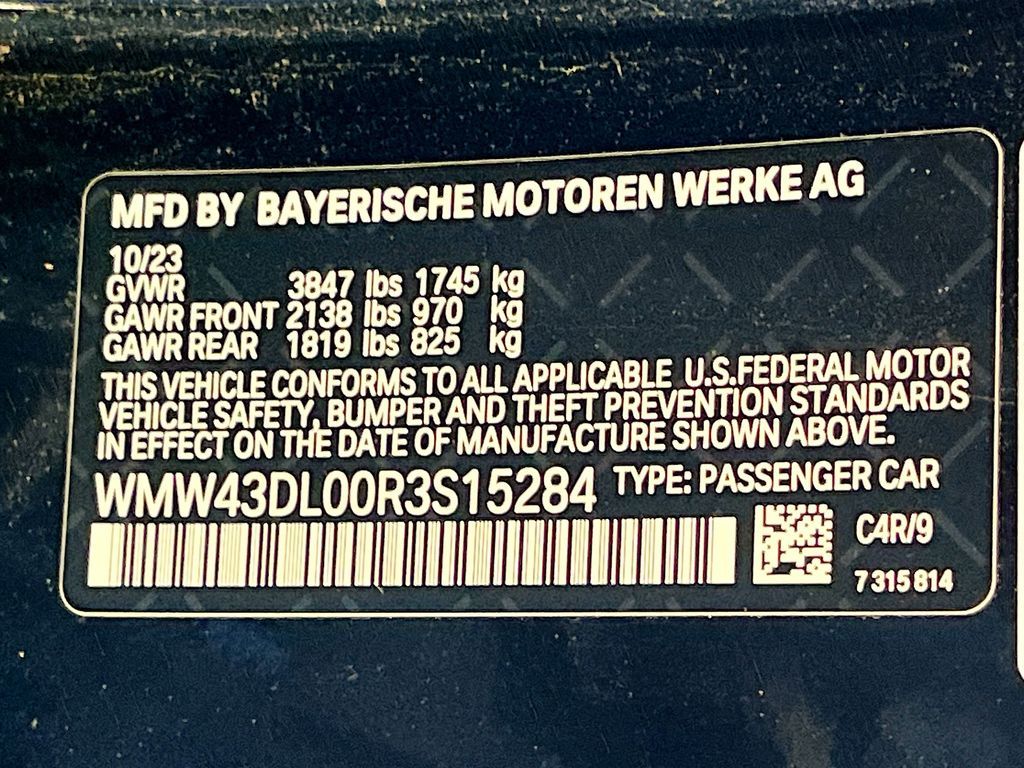 MFD BY BAYERISCHE MOTOREN WERKE AG
10/23
GVWR 3847 lbs 1745 kg
GAWR FRONT 2138 lbs 970 kg
GAWR REAR 1819 lbs 825 kg
THIS VEHICLE CONFORMS TO ALL APPLICABLE U.S.FEDERAL MOTOR
VEHICLE SAFETY, BUMPER AND THEFT PREVENTION STANDARDS
IN EFFECT ON THE DATE OF MANUFACTURE SHOWN ABOVE.
WMW43DL00R3S15284 TYPE: PASSENGER CAR
C4R/9
7 315 814